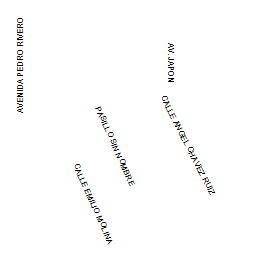 AVENIDA PEDRO RIVERO
AV. JAPON
CALLE ANGEL CHAVEZ RUIZ
PASILLO SIN NOMBRE
CALLE EMILIO MOLINA